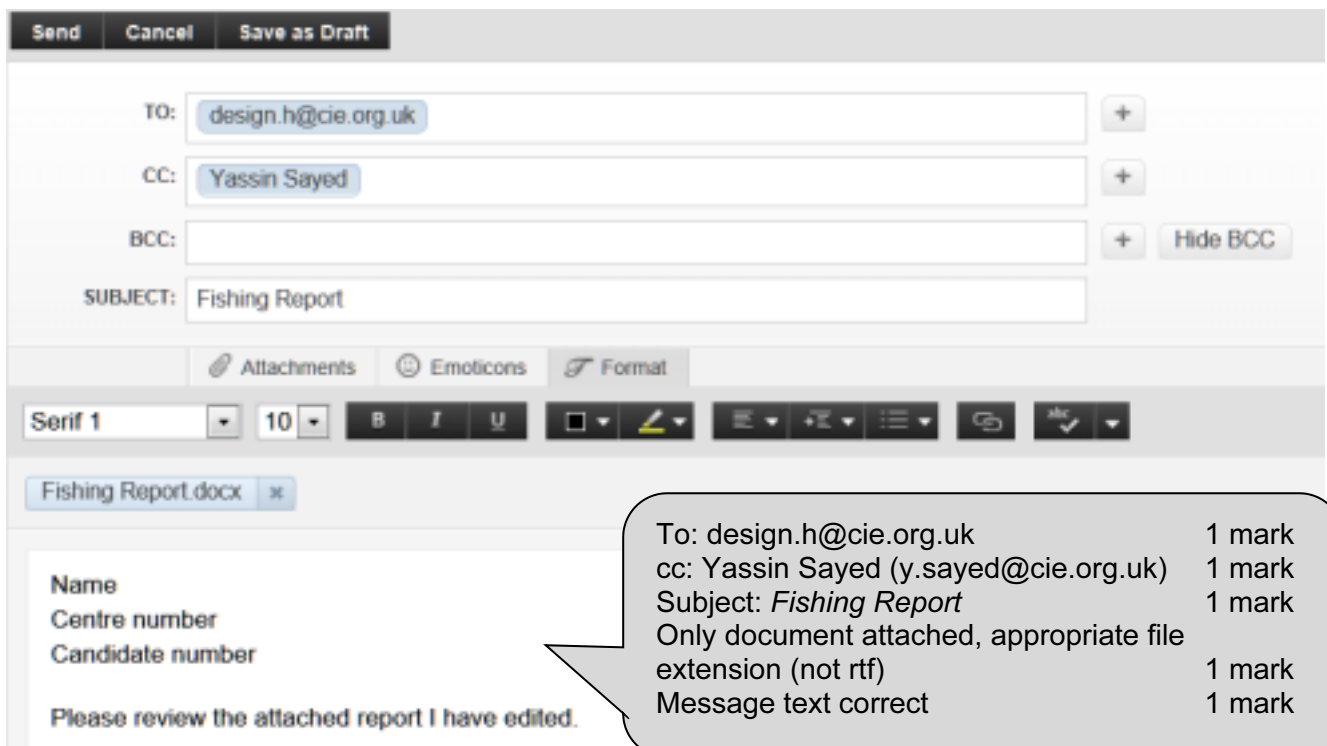 Send Cancel Save as Draft
TO: design.h@cie.org.uk +
CC: Yassin Sayed +
BCC: + Hide BCC
SUBJECT: Fishing Report
Attachments Emoticons Format
Serif 1 10 B I U abc
Fishing Report.docx x
Name
Centre number
Candidate number
Please review the attached report I have edited.
To: design.h@cie.org.uk 1 mark
cc: Yassin Sayed (y.sayed@cie.org.uk) 1 mark
Subject: Fishing Report 1 mark
Only document attached, appropriate file
extension (not rtf) 1 mark
Message text correct 1 mark